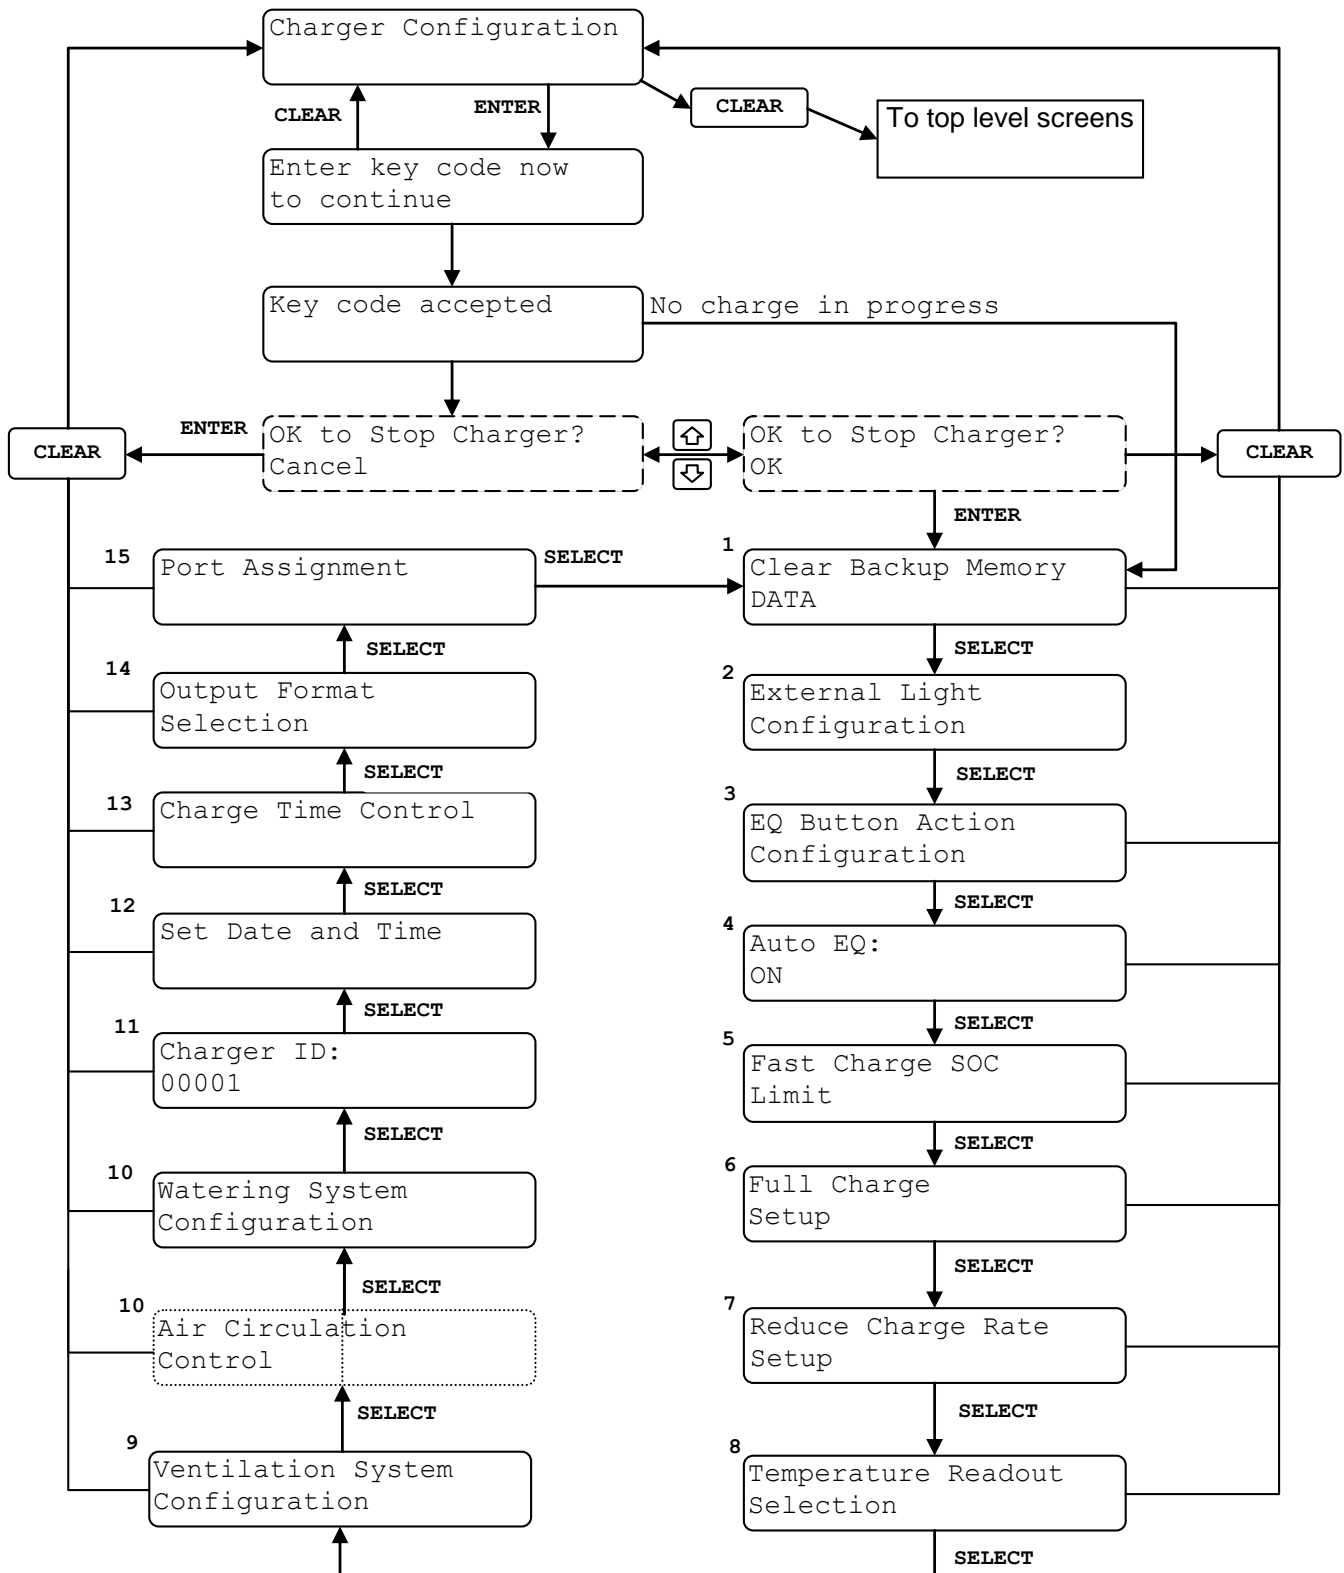 Charger Configuration
CLEAR
ENTER
CLEAR
To top level screens
Enter key code now
to continue
Key code accepted
No charge in progress
CLEAR
ENTER
OK to Stop Charger?
Cancel
OK to Stop Charger?
OK
CLEAR
ENTER
15
Port Assignment
SELECT
1
Clear Backup Memory
DATA
SELECT
SELECT
14
Output Format
Selection
2
External Light
Configuration
SELECT
SELECT
13
Charge Time Control
3
EQ Button Action
Configuration
SELECT
SELECT
12
Set Date and Time
4
Auto EQ:
ON
SELECT
SELECT
11
Charger ID:
00001
5
Fast Charge SOC
Limit
SELECT
SELECT
10
Watering System
Configuration
6
Full Charge
Setup
SELECT
SELECT
10
Air Circulation
Control
7
Reduce Charge Rate
Setup
SELECT
SELECT
9
Ventilation System
Configuration
8
Temperature Readout
Selection
SELECT